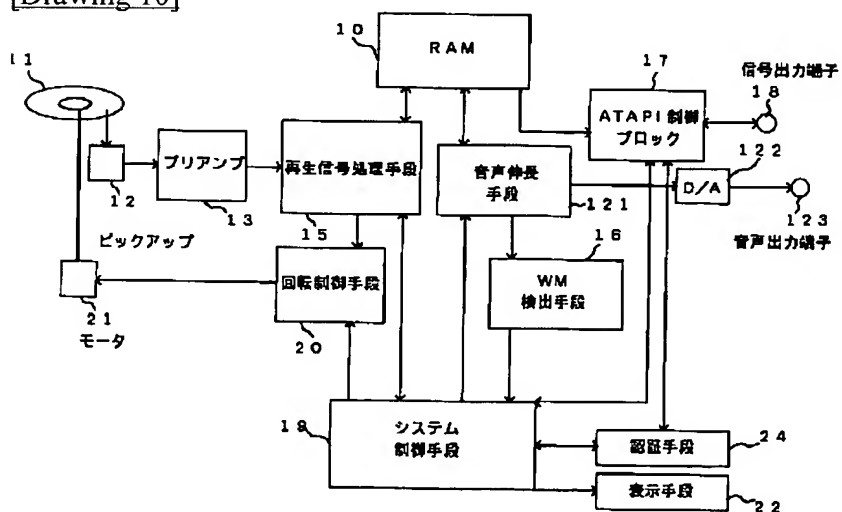 [Drawing 10]
10
RAM
11
17
信号出力端子
18
ATAPI制御
ブロック
プリアンプ
再生信号処理手段
音声伸長
手段
122
D/A
12
13
15
121
123
音声出力端子
ピックアップ
16
回転制御手段
WM
検出手段
21
モータ
20
19
システム
制御手段
認証手段
24
表示手段
22